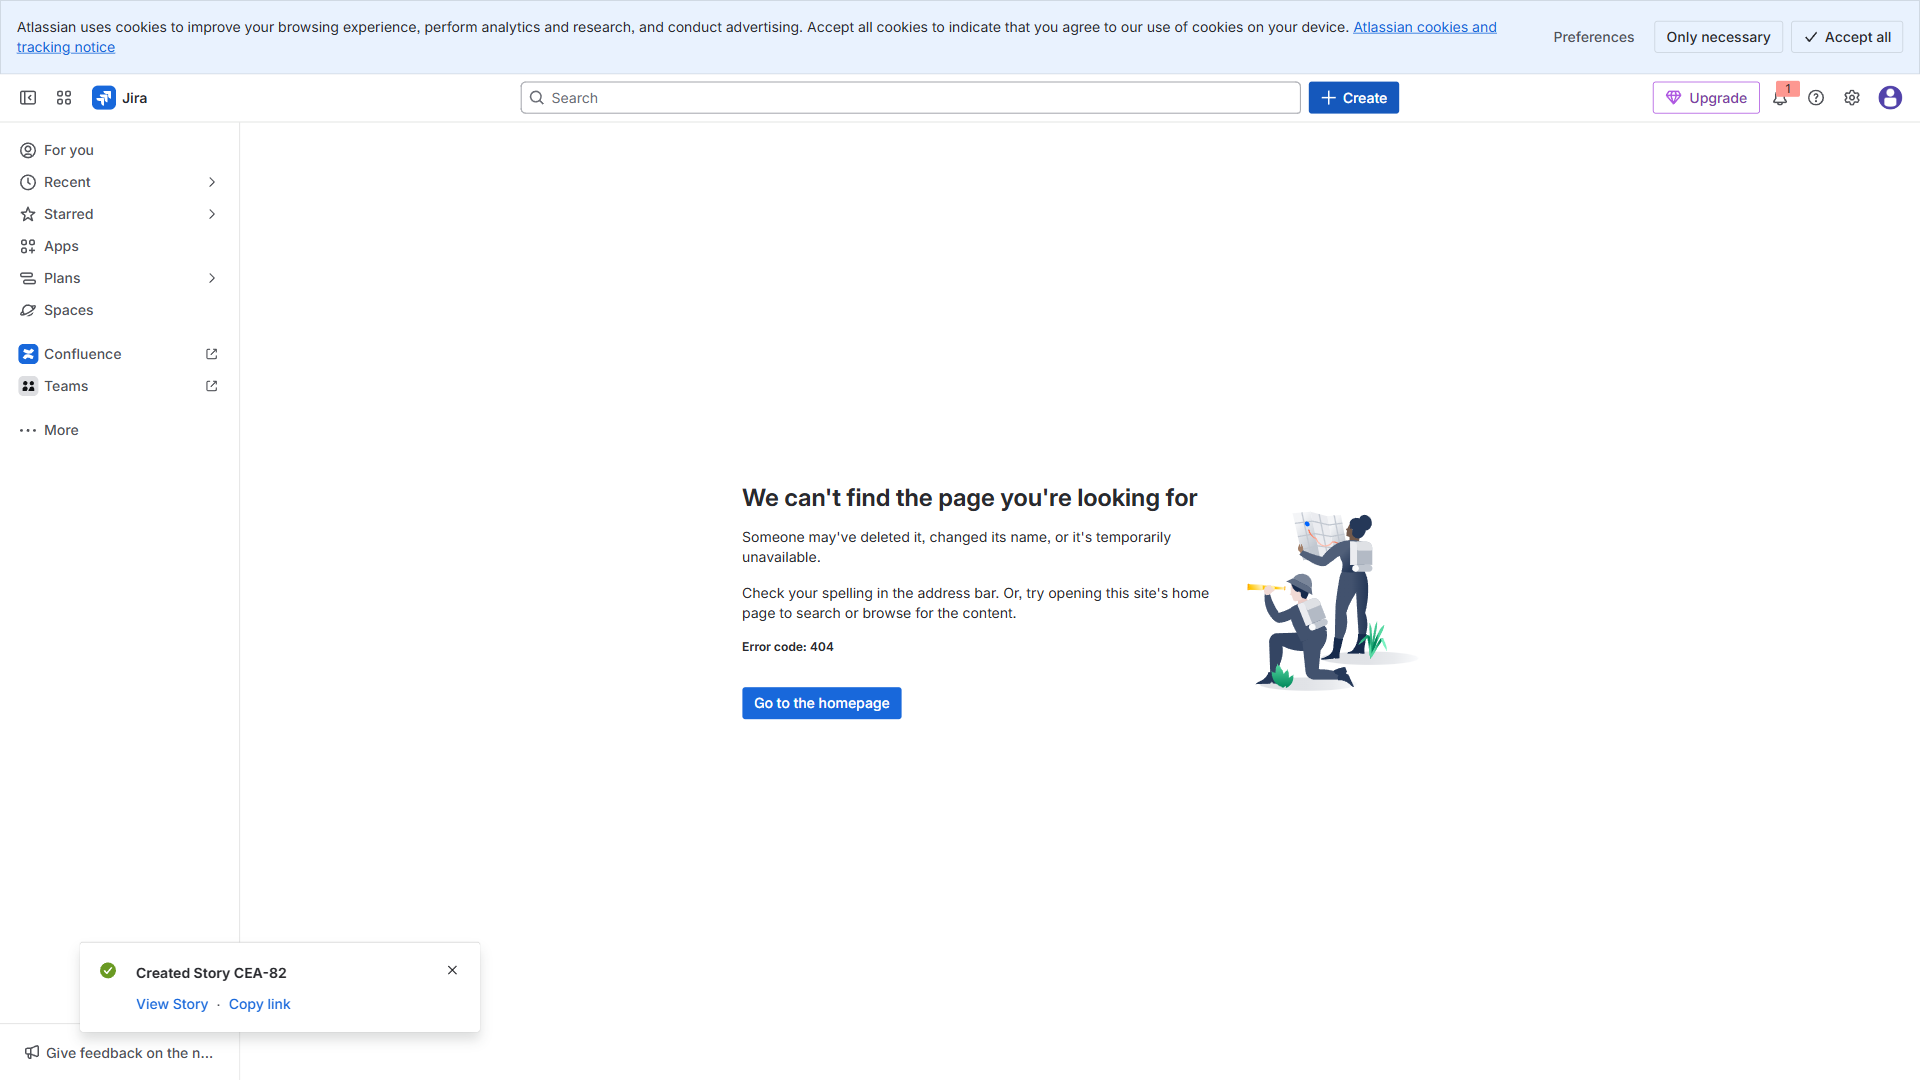 Atlassian uses cookies to improve your browsing experience, perform analytics and research, and conduct advertising. Accept all cookies to indicate that you agree to our use of cookies on your device. Atlassian cookies and
tracking notice
Preferences
Only necessary
Accept all
Jira
Search
Create
Upgrade
1
For you
Recent
Starred
Apps
Plans
Spaces
Confluence
Teams
More
We can't find the page you're looking for
Someone may've deleted it, changed its name, or it's temporarily
unavailable.
Check your spelling in the address bar. Or, try opening this site's home
page to search or browse for the content.
Error code: 404
Go to the homepage
Created Story CEA-82
View Story · Copy link
Give feedback on the n...